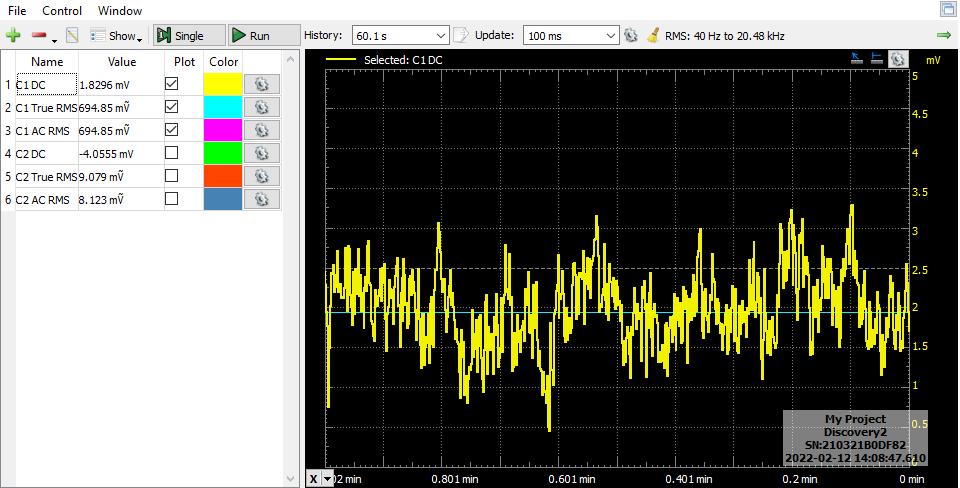 File Control Window
Show Single Run History: 60.1 s Update: 100 ms RMS: 40 Hz to 20.48 kHz
Name Value Plot Color
1 C1 DC 1.8296 mV
2 C1 True RMS 694.85 mṼ
3 C1 AC RMS 694.85 mṼ
4 C2 DC -4.0555 mV
5 C2 True RMS 9.079 mṼ
6 C2 AC RMS 8.123 mṼ
Selected: C1 DC
mV
5
4.5
4
3.5
3
2.5
2
1.5
1
0.5
My Project
Discovery2
SN:210321B0DF82
2022-02-12 14:08:47.610
X 02 min 0.801 min 0.601 min 0.401 min 0.2 min 0 min